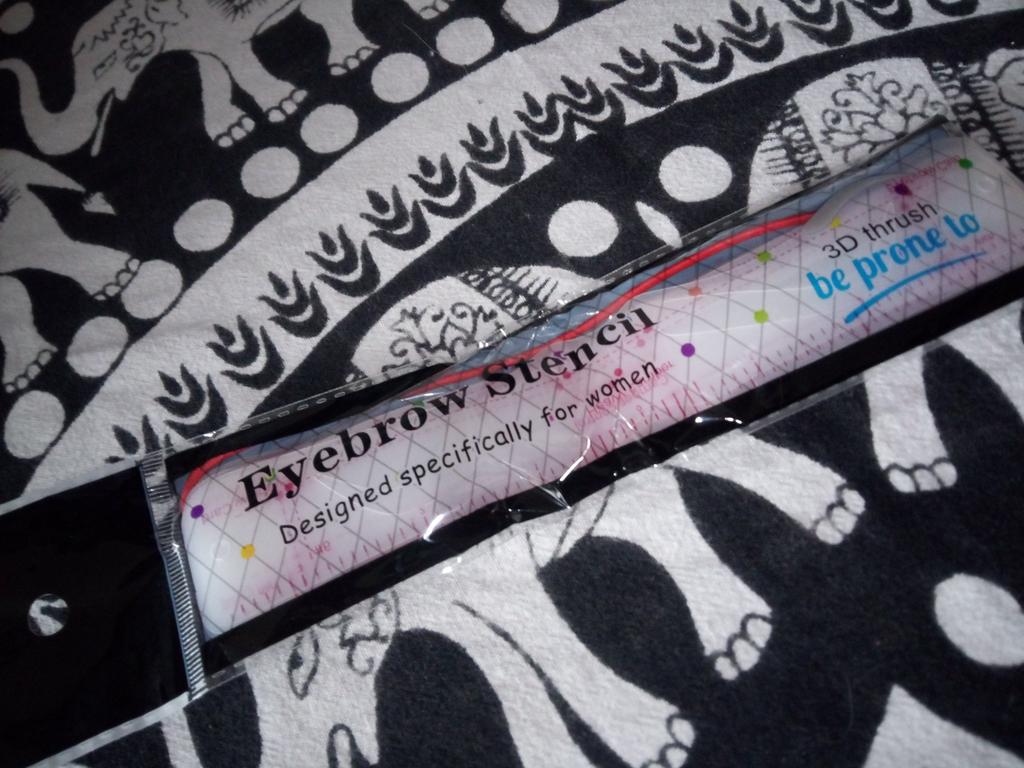 Eyebrow Stencil
Designed specifically for women
3D thrush
be prone to